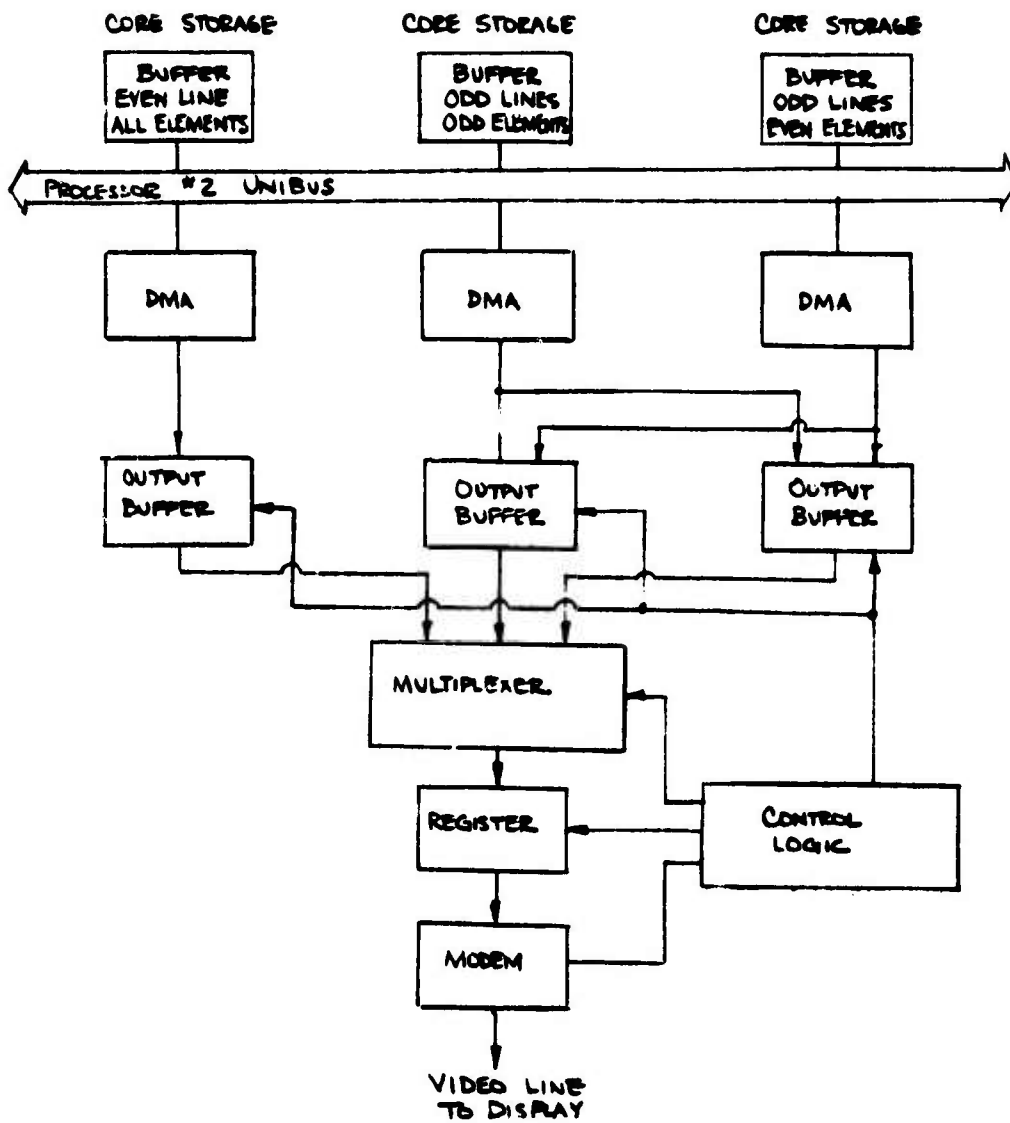 CORE STORAGE
CORE STORAGE
CORE STORAGE
BUFFER
EVEN LINE
ALL ELEMENTS
BUFFER
ODD LINES
ODD ELEMENTS
BUFFER
ODD LINES
EVEN ELEMENTS
PROCESSOR #2 UNIBUS
DMA
DMA
DMA
OUTPUT
BUFFER
OUTPUT
BUFFER
OUTPUT
BUFFER
MULTIPLEXER.
REGISTER
CONTROL
LOGIC
MODEM
VIDEO LINE
TO DISPLAY